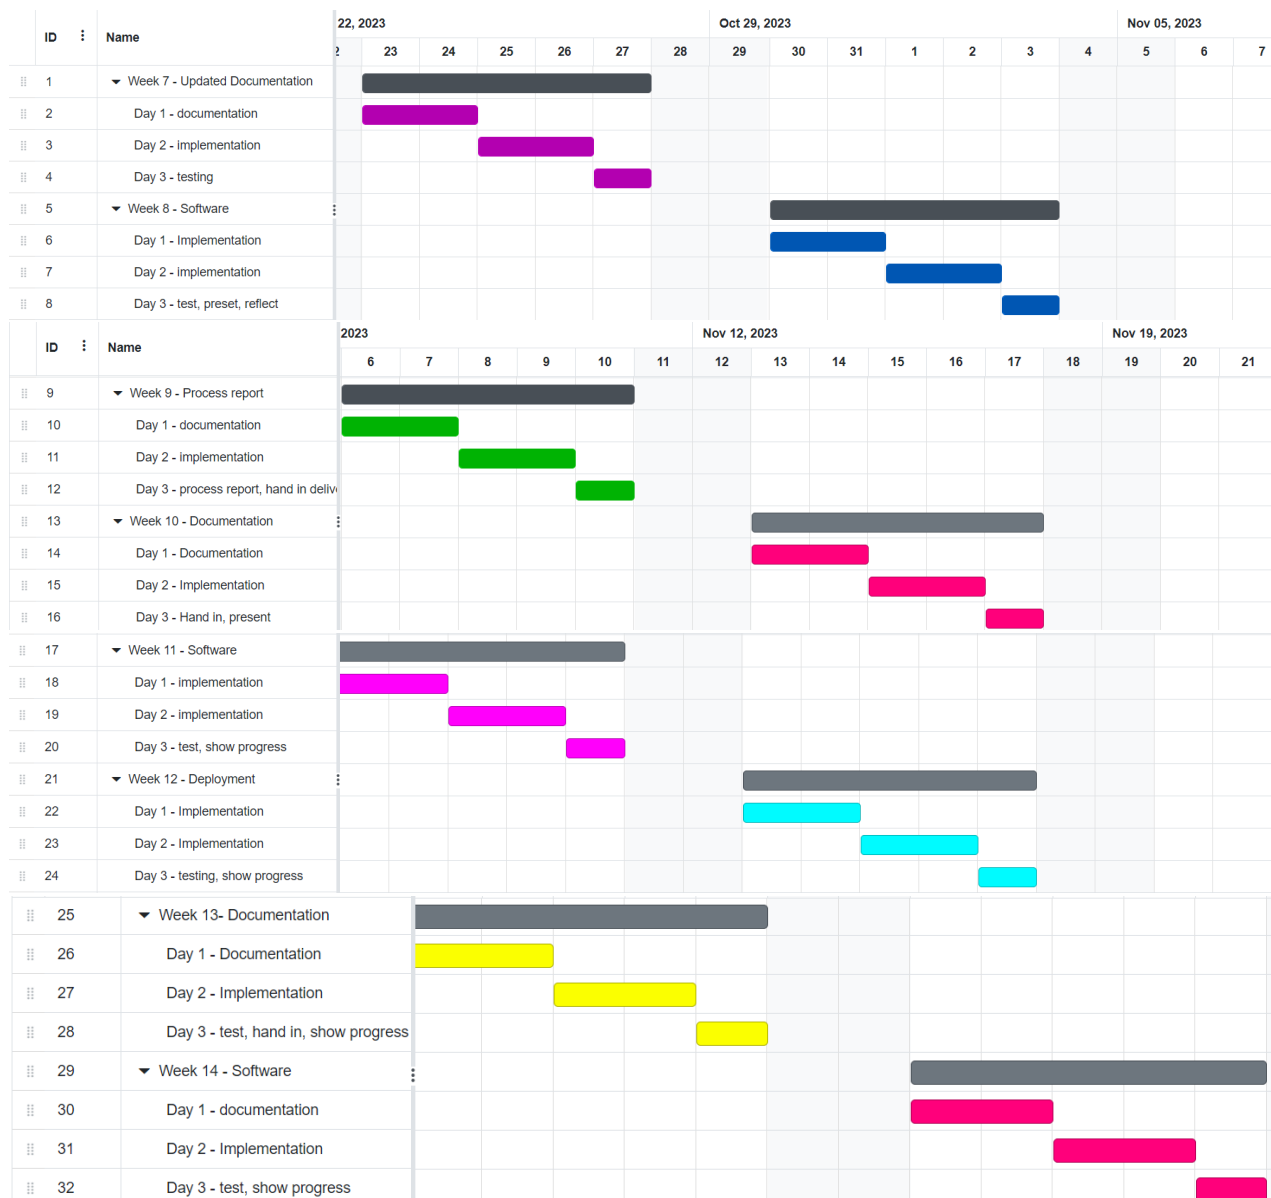 ID Name 22, 2023 Oct 29, 2023 Nov 05, 2023
2 23 24 25 26 27 28 29 30 31 1 2 3 4 5 6 7
1 Week 7 - Updated Documentation
2 Day 1 - documentation
3 Day 2 - implementation
4 Day 3 - testing
5 Week 8 - Software
6 Day 1 - Implementation
7 Day 2 - implementation
8 Day 3 - test, preset, reflect
ID Name 2023 Nov 12, 2023 Nov 19, 2023
6 7 8 9 10 11 12 13 14 15 16 17 18 19 20 21
9 Week 9 - Process report
10 Day 1 - documentation
11 Day 2 - implementation
12 Day 3 - process report, hand in deliv
13 Week 10 - Documentation
14 Day 1 - Documentation
15 Day 2 - Implementation
16 Day 3 - Hand in, present
17 Week 11 - Software
18 Day 1 - implementation
19 Day 2 - implementation
20 Day 3 - test, show progress
21 Week 12 - Deployment
22 Day 1 - Implementation
23 Day 2 - Implementation
24 Day 3 - testing, show progress
25 Week 13- Documentation
26 Day 1 - Documentation
27 Day 2 - Implementation
28 Day 3 - test, hand in, show progress
29 Week 14 - Software
30 Day 1 - documentation
31 Day 2 - Implementation
32 Day 3 - test, show progress